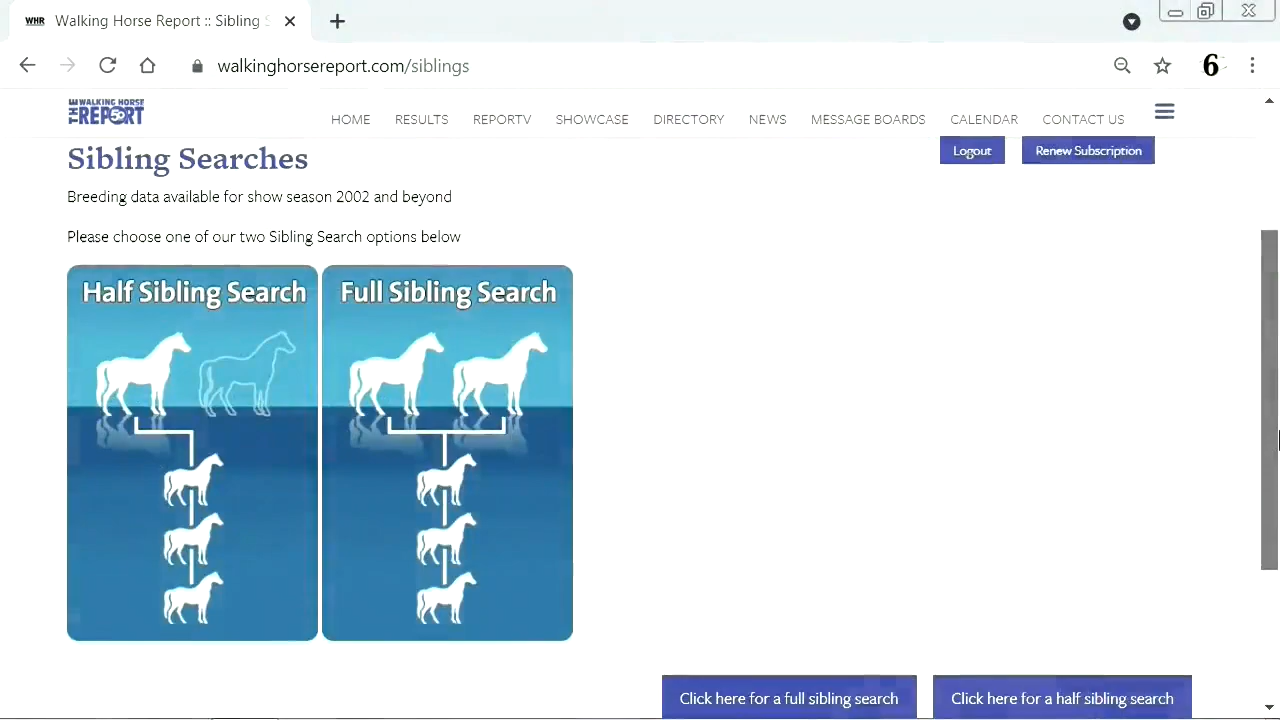 WHR Walking Horse Report :: Sibling S
walkinghorsereport.com/siblings
6
THE WALKING HORSE REPORT 50
HOME RESULTS REPORTV SHOWCASE DIRECTORY NEWS MESSAGE BOARDS CALENDAR CONTACT US
Sibling Searches
Logout Renew Subscription
Breeding data available for show season 2002 and beyond
Please choose one of our two Sibling Search options below
Half Sibling Search Full Sibling Search
Click here for a full sibling search Click here for a half sibling search